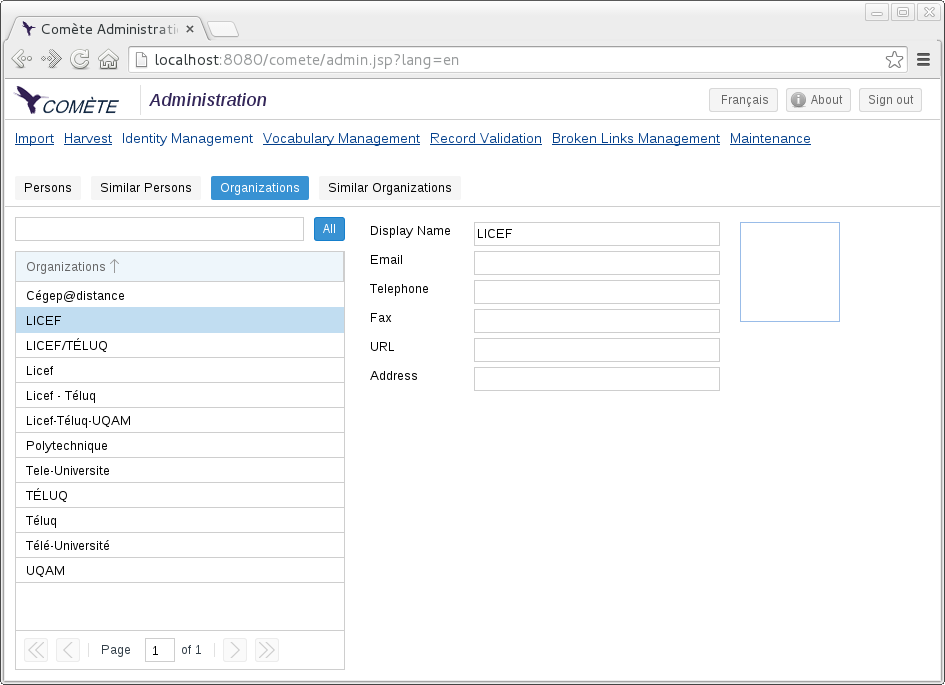 Comète Administrati
localhost:8080/comete/admin.jsp?lang=en
COMÈTE Administration Français About Sign out
Import Harvest Identity Management Vocabulary Management Record Validation Broken Links Management Maintenance
Persons Similar Persons Organizations Similar Organizations
All
Organizations ↑
Cégep@distance
LICEF
LICEF/TÉLUQ
Licef
Licef - Téluq
Licef-Téluq-UQAM
Polytechnique
Tele-Universite
TÉLUQ
Téluq
Télé-Université
UQAM
Page 1 of 1
Display Name LICEF
Email
Telephone
Fax
URL
Address